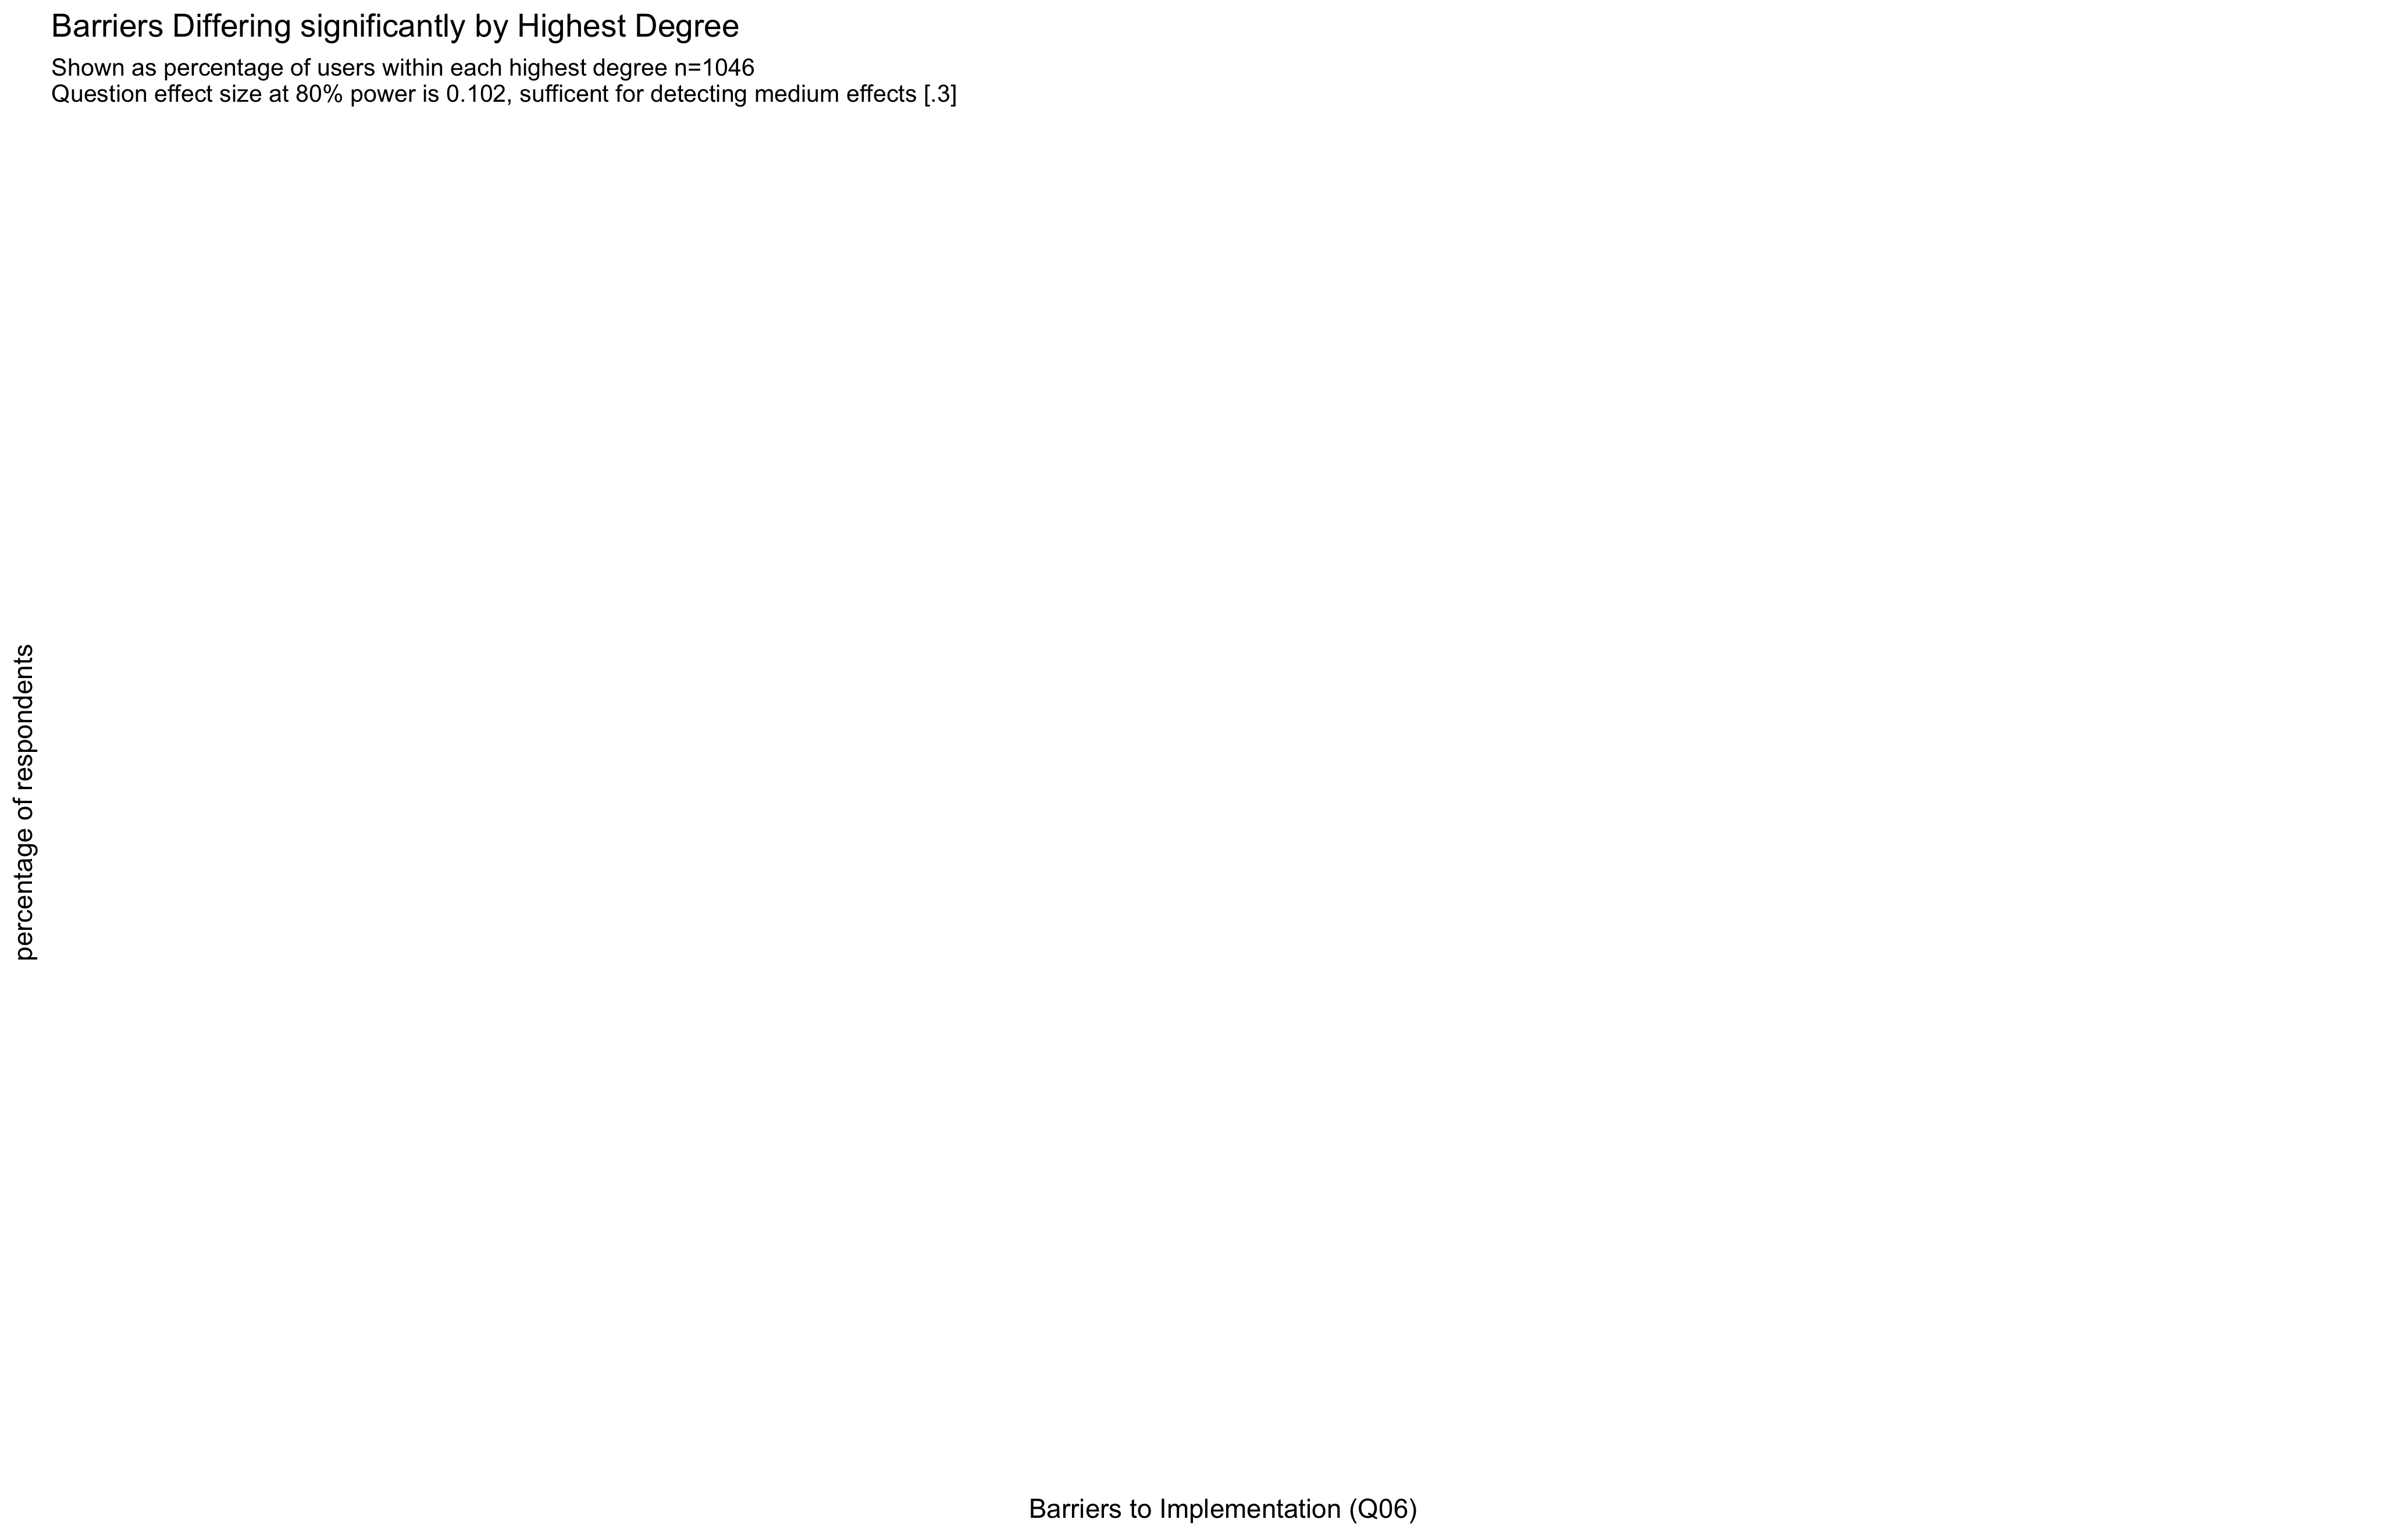 Barriers Differing significantly by Highest Degree
Shown as percentage of users within each highest degree n=1046
Question effect size at 80% power is 0.102, sufficent for detecting medium effects [.3]
percentage of respondents
Barriers to Implementation (Q06)